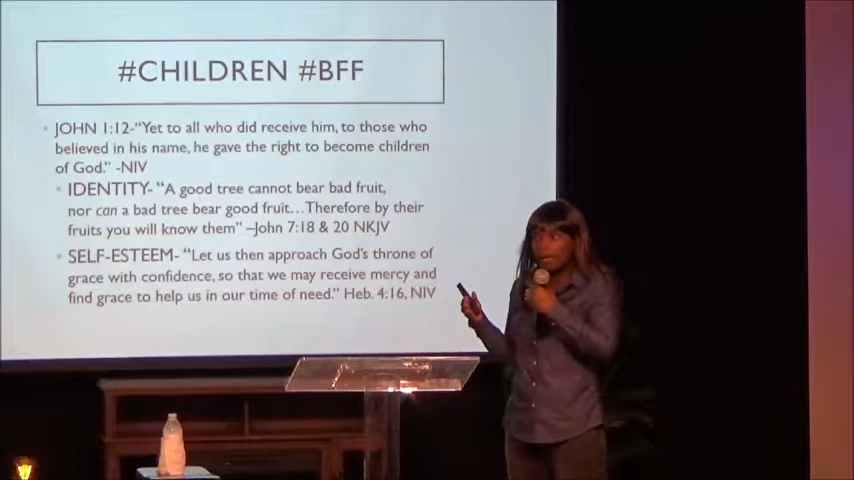 #CHILDREN #BFF
• JOHN 1:12-"Yet to all who did receive him, to those who
believed in his name, he gave the right to become children
of God." -NIV
• IDENTITY- "A good tree cannot bear bad fruit,
nor can a bad tree bear good fruit…Therefore by their
fruits you will know them" –John 7:18 & 20 NKJV
• SELF-ESTEEM- "Let us then approach God's throne of
grace with confidence, so that we may receive mercy and
find grace to help us in our time of need." Heb. 4:16, NIV